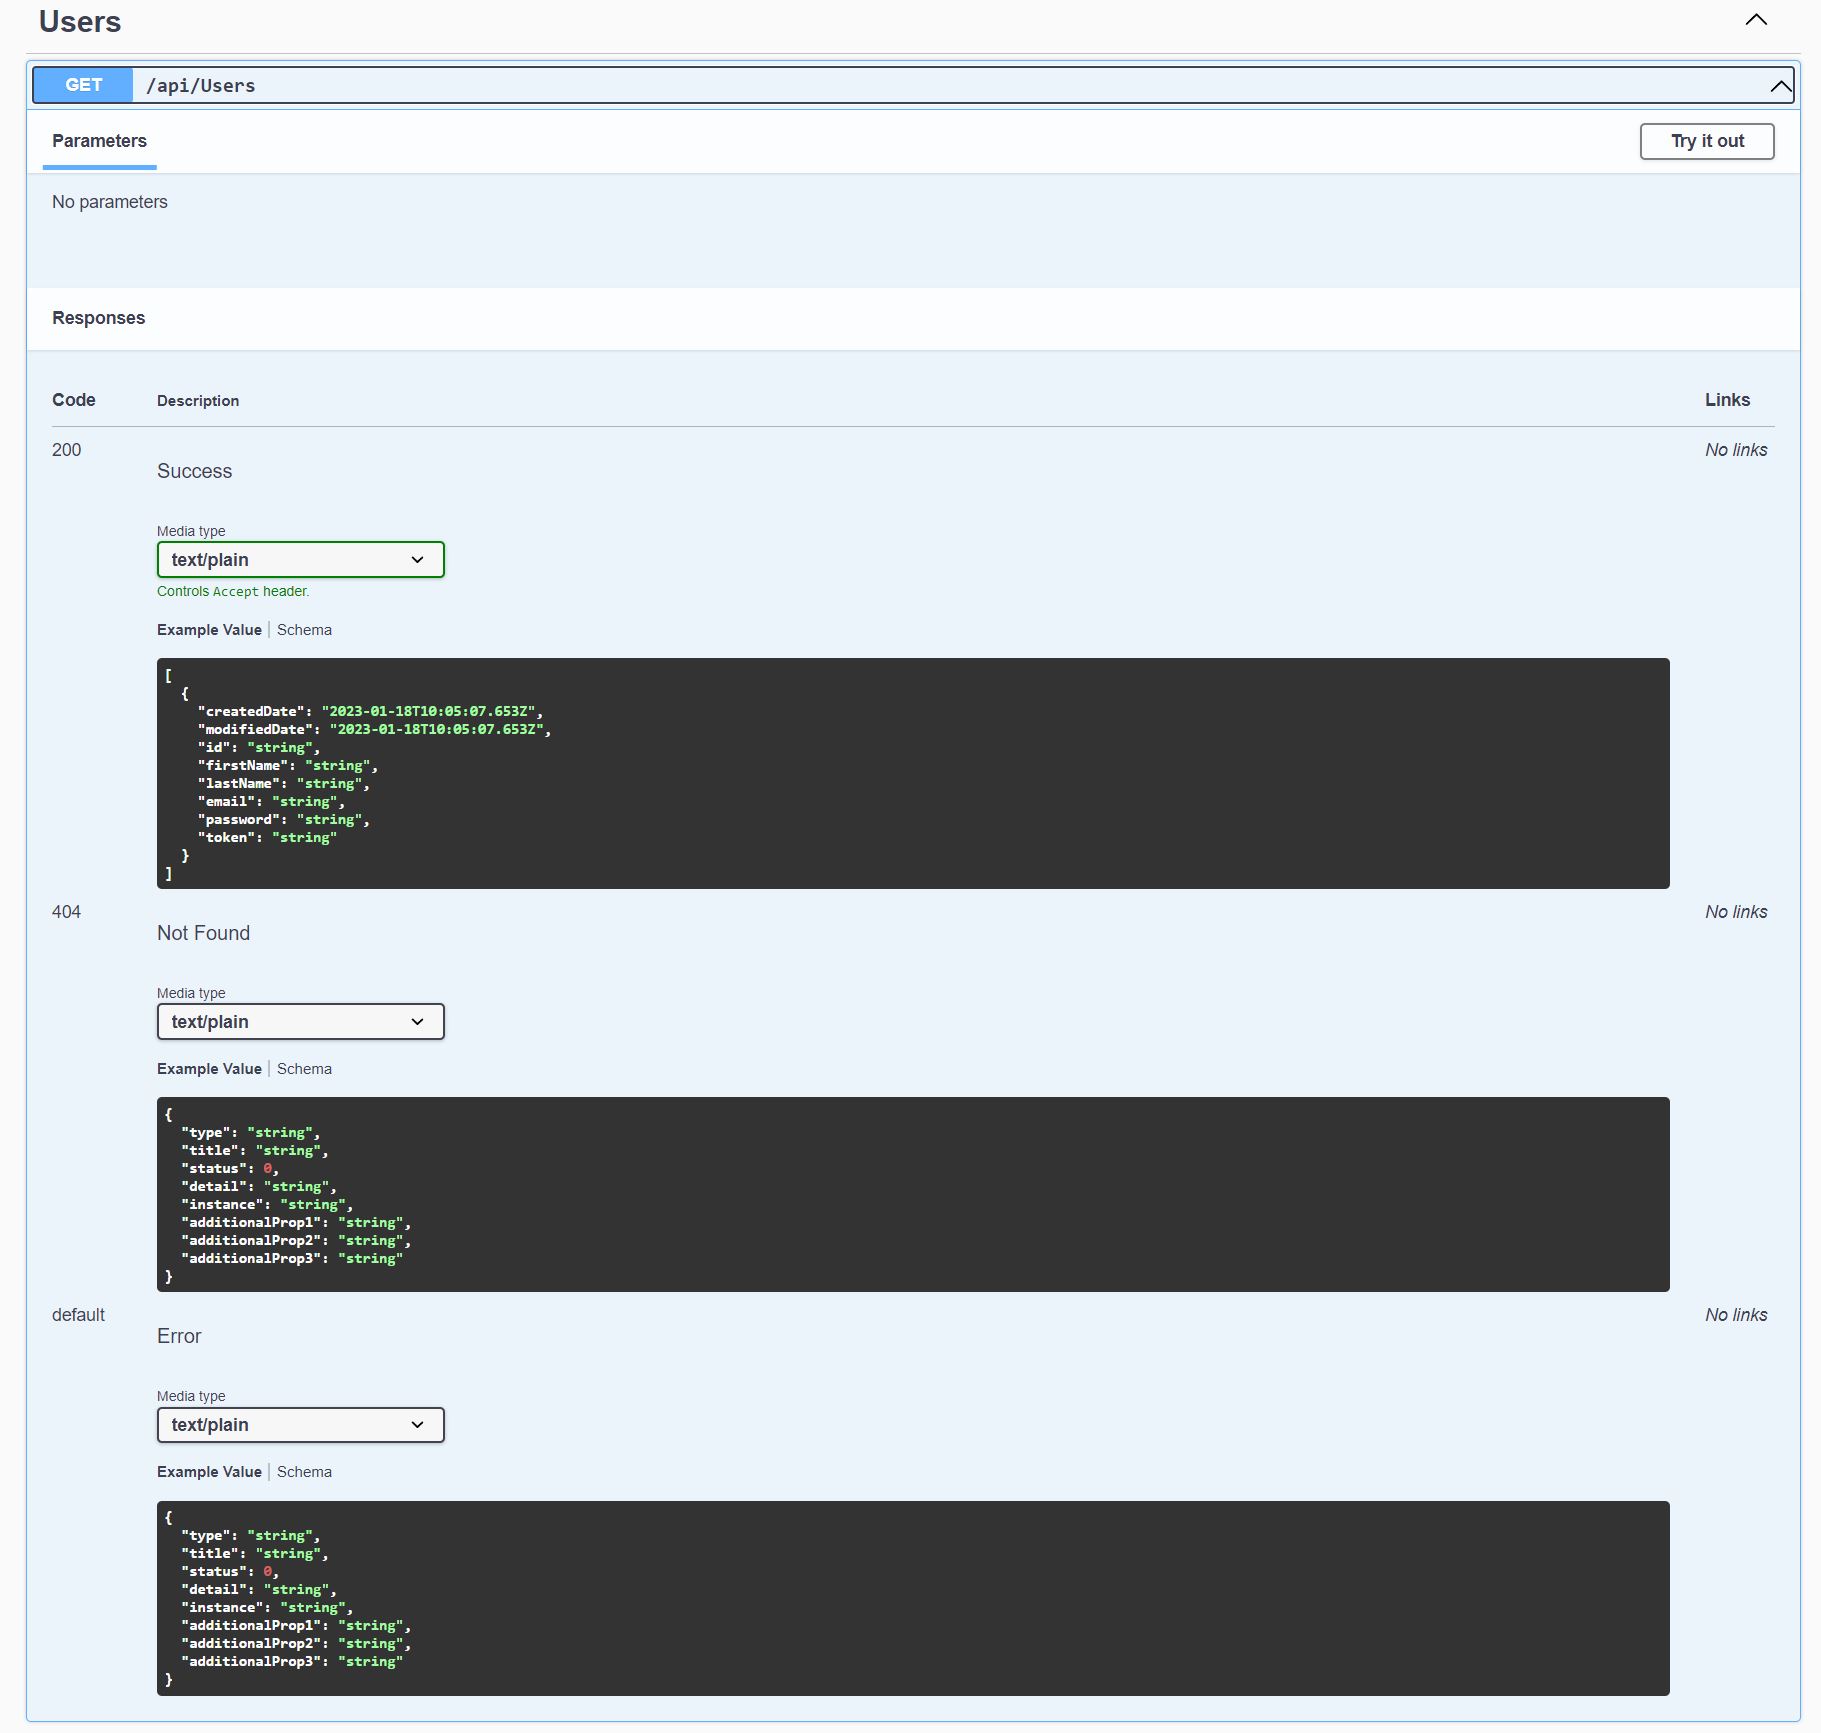 Users
GET /api/Users
Parameters Try it out
No parameters
Responses
Code Description Links
200 No links
Success
Media type
text/plain
Controls Accept header.
Example Value Schema
[
  {
    "createdDate": "2023-01-18T10:05:07.653Z",
    "modifiedDate": "2023-01-18T10:05:07.653Z",
    "id": "string",
    "firstName": "string",
    "lastName": "string",
    "email": "string",
    "password": "string",
    "token": "string"
  }
]
404 No links
Not Found
Media type
text/plain
Example Value Schema
{
  "type": "string",
  "title": "string",
  "status": 0,
  "detail": "string",
  "instance": "string",
  "additionalProp1": "string",
  "additionalProp2": "string",
  "additionalProp3": "string"
}
default No links
Error
Media type
text/plain
Example Value Schema
{
  "type": "string",
  "title": "string",
  "status": 0,
  "detail": "string",
  "instance": "string",
  "additionalProp1": "string",
  "additionalProp2": "string",
  "additionalProp3": "string"
}